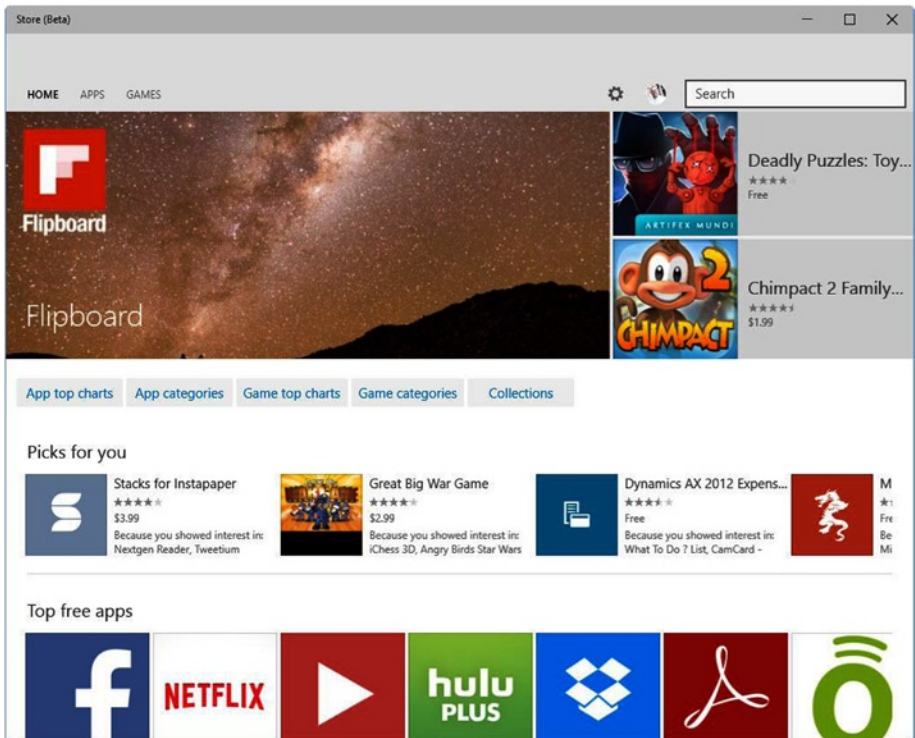 Store (Beta)
HOME APPS GAMES
Search
Flipboard
Flipboard
ARTIFEX MUNDI
Deadly Puzzles: Toy...
Free
2
CHIMPACT
Chimpact 2 Family...
$1.99
App top charts App categories Game top charts Game categories Collections
Picks for you
Stacks for Instapaper
$3.99
Because you showed interest in:
Nextgen Reader, Tweetium
Great Big War Game
$2.99
Because you showed interest in:
iChess 3D, Angry Birds Star Wars
Dynamics AX 2012 Expens...
Free
Because you showed interest in:
What To Do ? List, CamCard -
M
Fre
Be
Mi
Top free apps
f
NETFLIX
hulu
PLUS